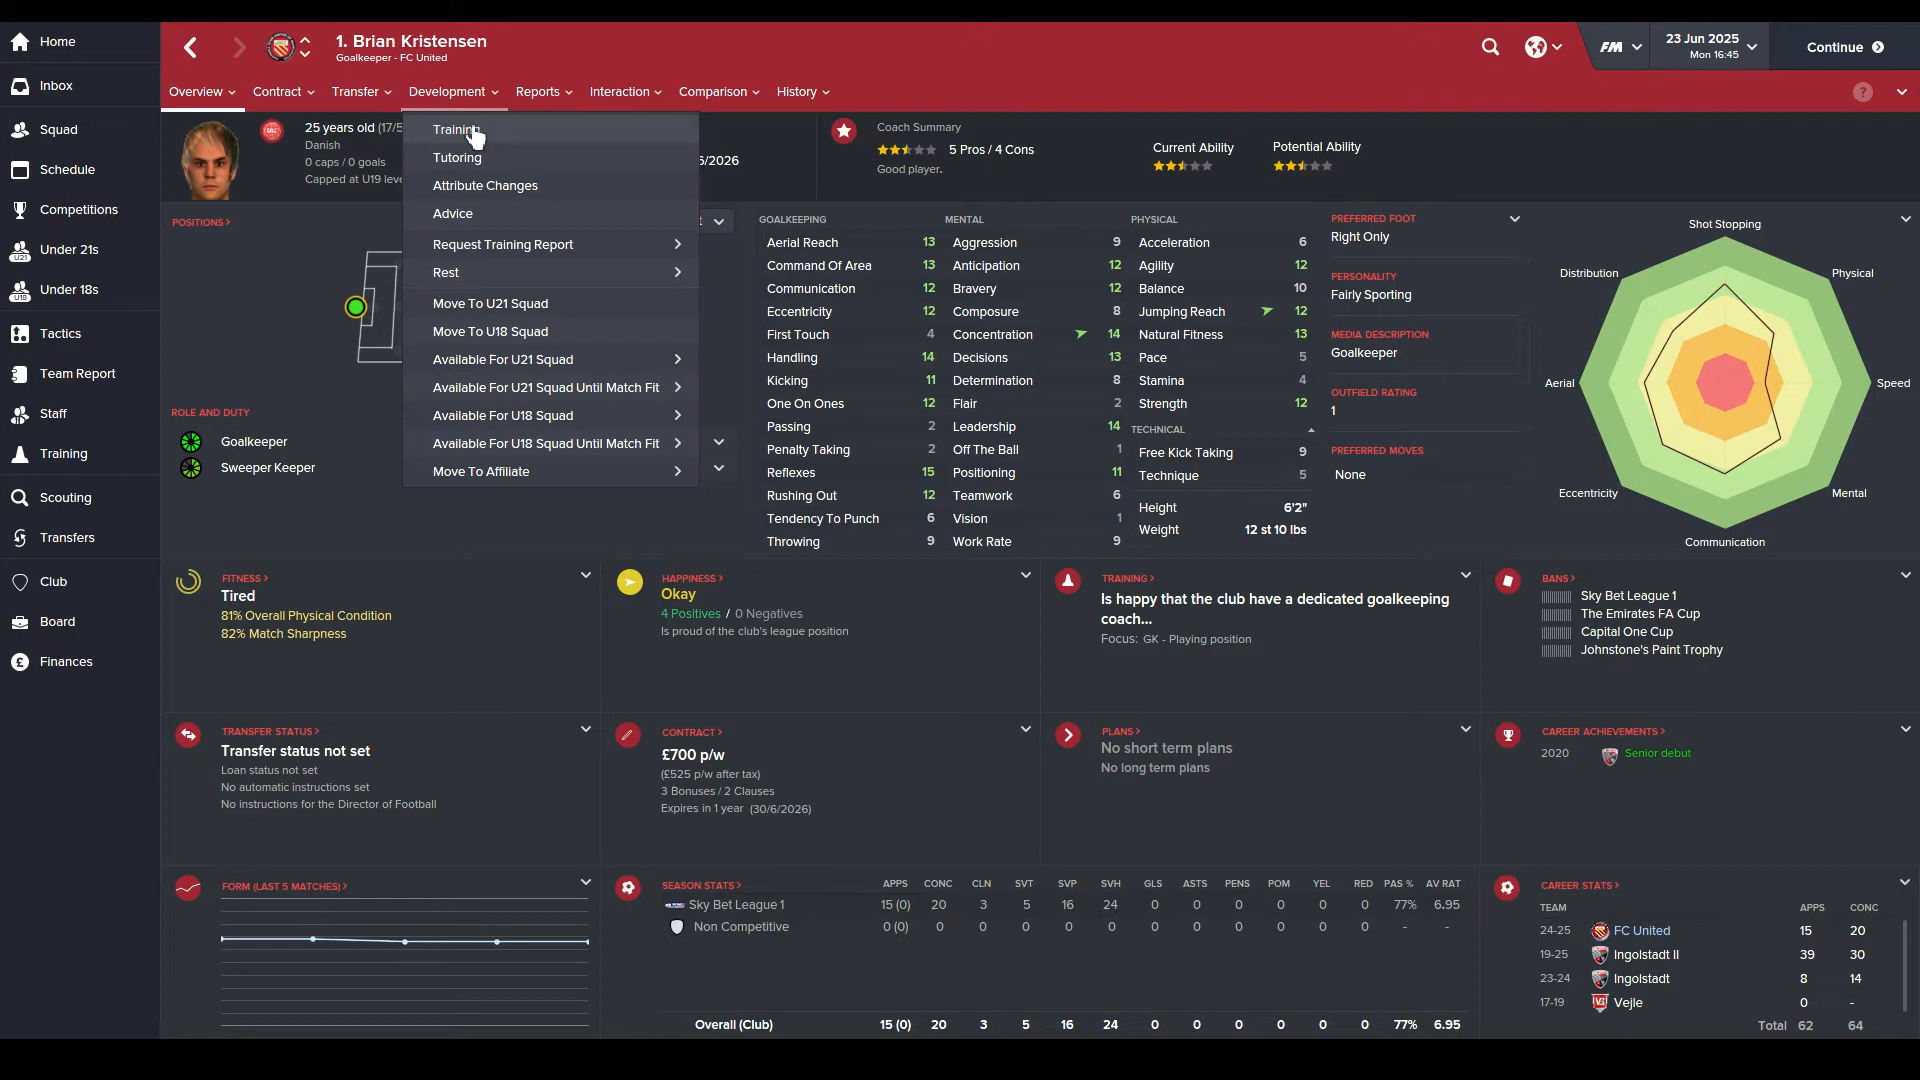 Home
Inbox
Squad
Schedule
Competitions
U21
Under 21s
U18
Under 18s
Tactics
Team Report
Staff
Training
Scouting
Transfers
Club
Board
Finances
1. Brian Kristensen
Goalkeeper - FC United
FM
23 Jun 2025
Mon 16:45
Continue
Overview
Contract
Transfer
Development
Reports
Interaction
Comparison
History
?
25 years old (17/5
Danish
0 caps / 0 goals
Capped at U19 leve
6/2026
Training
Tutoring
Attribute Changes
Advice
Request Training Report
Rest
Move To U21 Squad
Move To U18 Squad
Available For U21 Squad
Available For U21 Squad Until Match Fit
Available For U18 Squad
Available For U18 Squad Until Match Fit
Move To Affiliate
Coach Summary
5 Pros / 4 Cons
Good player.
Current Ability
Potential Ability
POSITIONS >
ROLE AND DUTY
Goalkeeper
Sweeper Keeper
GOALKEEPING
Aerial Reach 13
Command Of Area 13
Communication 12
Eccentricity 12
First Touch 4
Handling 14
Kicking 11
One On Ones 12
Passing 2
Penalty Taking 2
Reflexes 15
Rushing Out 12
Tendency To Punch 6
Throwing 9
MENTAL
Aggression 9
Anticipation 12
Bravery 12
Composure 8
Concentration 14
Decisions 13
Determination 8
Flair 2
Leadership 14
Off The Ball 1
Positioning 11
Teamwork 6
Vision 1
Work Rate 9
PHYSICAL
Acceleration 6
Agility 12
Balance 10
Jumping Reach 12
Natural Fitness 13
Pace 5
Stamina 4
Strength 12
TECHNICAL
Free Kick Taking 9
Technique 5
Height 6'2"
Weight 12 st 10 lbs
PREFERRED FOOT
Right Only
PERSONALITY
Fairly Sporting
MEDIA DESCRIPTION
Goalkeeper
OUTFIELD RATING
1
PREFERRED MOVES
None
Shot Stopping
Physical
Speed
Mental
Communication
Eccentricity
Aerial
Distribution
FITNESS >
Tired
81% Overall Physical Condition
82% Match Sharpness
HAPPINESS >
Okay
4 Positives / 0 Negatives
Is proud of the club's league position
TRAINING >
Is happy that the club have a dedicated goalkeeping
coach...
Focus: GK - Playing position
BANS >
Sky Bet League 1
The Emirates FA Cup
Capital One Cup
Johnstone's Paint Trophy
TRANSFER STATUS >
Transfer status not set
Loan status not set
No automatic instructions set
No instructions for the Director of Football
CONTRACT >
£700 p/w
(£525 p/w after tax)
3 Bonuses / 2 Clauses
Expires in 1 year (30/6/2026)
PLANS >
No short term plans
No long term plans
CAREER ACHIEVEMENTS >
2020 Senior debut
FORM (LAST 5 MATCHES) >
SEASON STATS > APPS CONC CLN SVT SVP SVH GLS ASTS PENS POM YEL RED PAS % AV RAT
Sky Bet League 1 15 (0) 20 3 5 16 24 0 0 0 0 0 0 77% 6.95
Non Competitive 0 (0) 0 0 0 0 0 0 0 0 0 0 0 - -
Overall (Club) 15 (0) 20 3 5 16 24 0 0 0 0 0 0 77% 6.95
CAREER STATS >
TEAM APPS CONC
24-25 FC United 15 20
19-25 Ingolstadt II 39 30
23-24 Ingolstadt 8 14
17-19 Vejle 0 -
Total 62 64